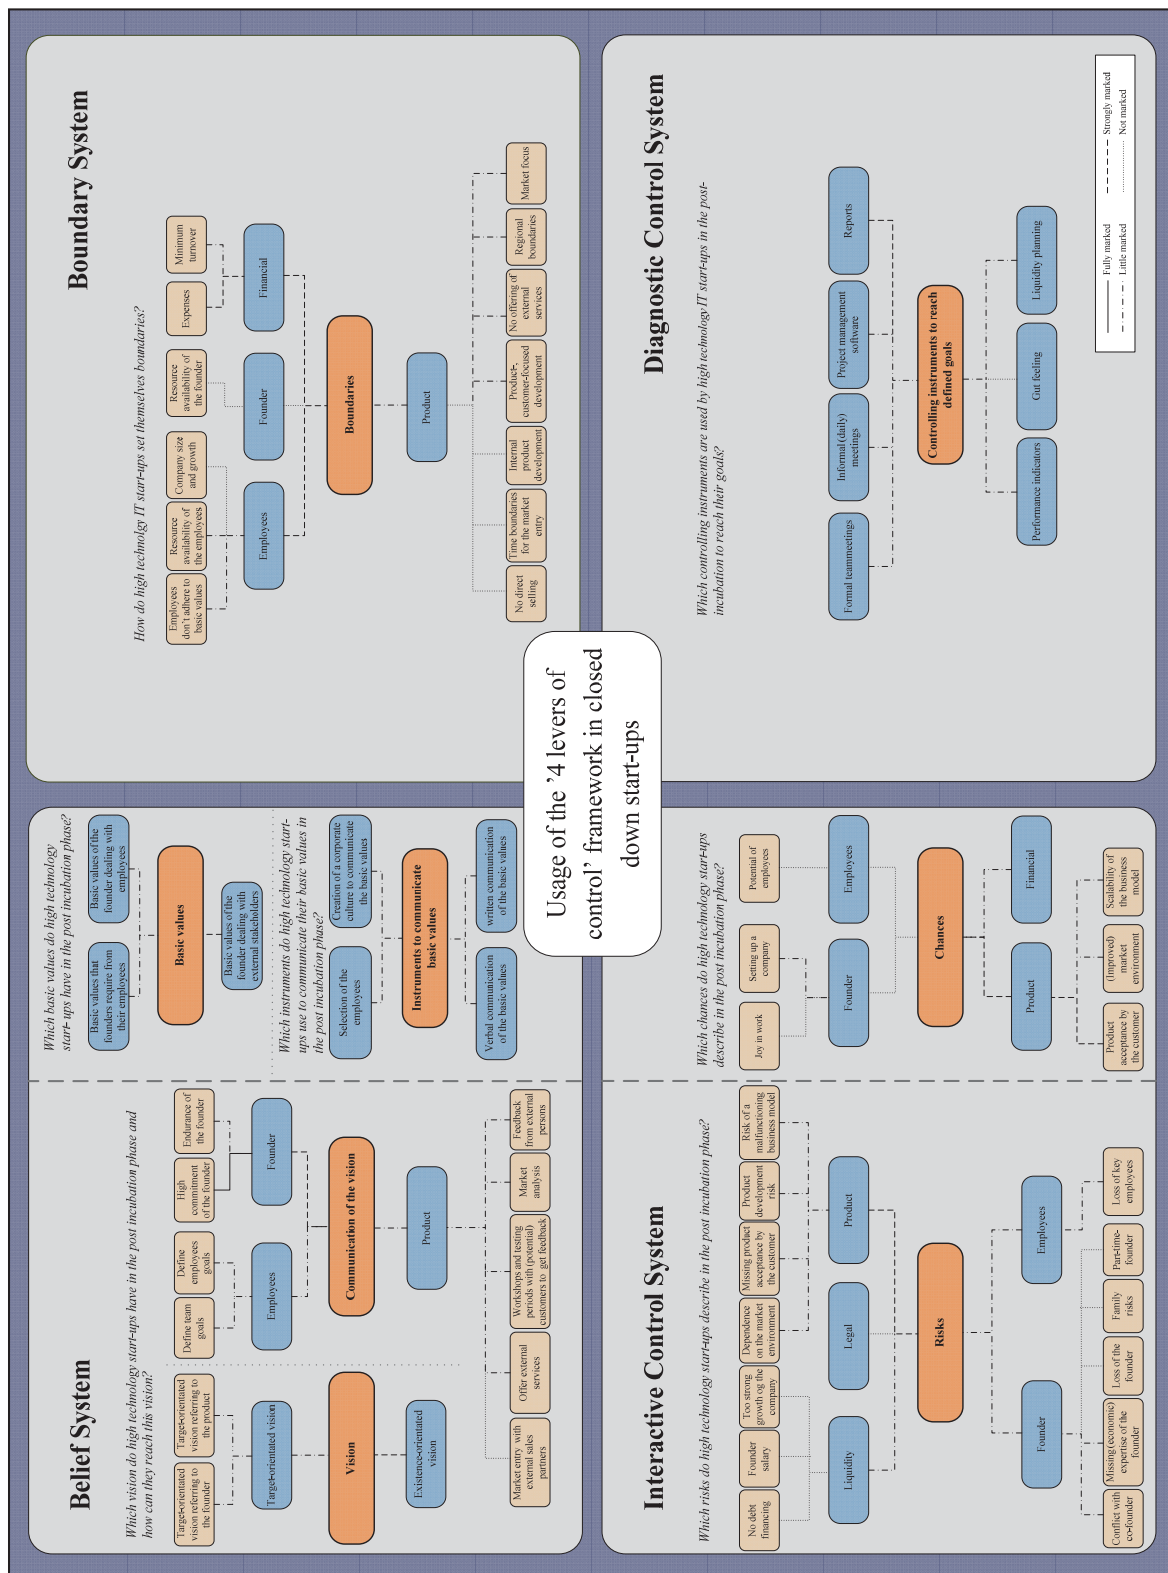 Belief System
Which vision do high technology start-ups have in the post incubation phase and
how can they reach this vision?
Target-orientated
vision referring to
the founder
Target-orientated
vision referring to
the product
Define team
goals
Define
employees
goals
High
commitment
of the founder
Endurance of
the founder
Target-orientated vision
Employees
Founder
Vision
Communication of the vision
Existence-orientated
vision
Product
Market entry with
external sales
partners
Offer external
services
Workshops and testing
periods with (potential)
customers to get feedback
Market
analysis
Feedback
from external
persons
Which basic values do high technology
start-ups have in the post incubation phase?
Basic values that
founders require from
their employees
Basic values of the
founder dealing with
employees
Basic values
Basic values of the
founder dealing with
external stakeholders
Which instruments do high technology start-
ups use to communicate their basic values in
the post incubation phase?
Selection of the
employees
Creation of a corporate
culture to communicate
the basic values
Instruments to communicate
basic values
Verbal communication
of the basic values
written communication
of the basic values
Boundary System
How do high technolgy IT start-ups set themselves boundaries?
Employees
don`t adhere to
basic values
Resource
availability of
the employees
Company size
and growth
Resource
availability of
the founder
Expenses
Minimum
turnover
Employees
Founder
Financial
Boundaries
Product
No direct
selling
Time boundaries
for the market
entry
Internal
product
development
Product-,
customer-focused
development
No offering of
external
services
Regional
boundaries
Market focus
Usage of the ’4 levers of
control’ framework in closed
down start-ups
Interactive Control System
Which risks do high technology start-ups describe in the post incubation phase?
No debt
financing
Founder
salary
Too strong
growth og the
company
Dependence
on the market
environment
Missing product
acceptance by
the customer
Product
development
risk
Risk of a
malfunctioning
business model
Liquidity
Legal
Product
Risks
Founder
Employees
Conflict with
co-founder
Missing (economic)
expertise of the
founder
Loss of the
founder
Family
risks
Part-time-
founder
Loss of key
employees
Which chances do high technology start-ups
describe in the post incubation phase?
Joy in work
Setting up a
company
Potential of
employees
Founder
Employees
Chances
Product
Financial
Product
acceptance by
the customer
(Improved)
market
environment
Scalability of
the business
model
Diagnostic Control System
Which controlling instruments are used by high technology IT start-ups in the post-
incubation to reach their goals?
Formal teammeetings
Informal (daily)
meetings
Project management
software
Reports
Controlling instruments to reach
defined goals
Performance indicators
Gut feeling
Liquidity planning
Fully marked
Strongly marked
Little marked
Not marked